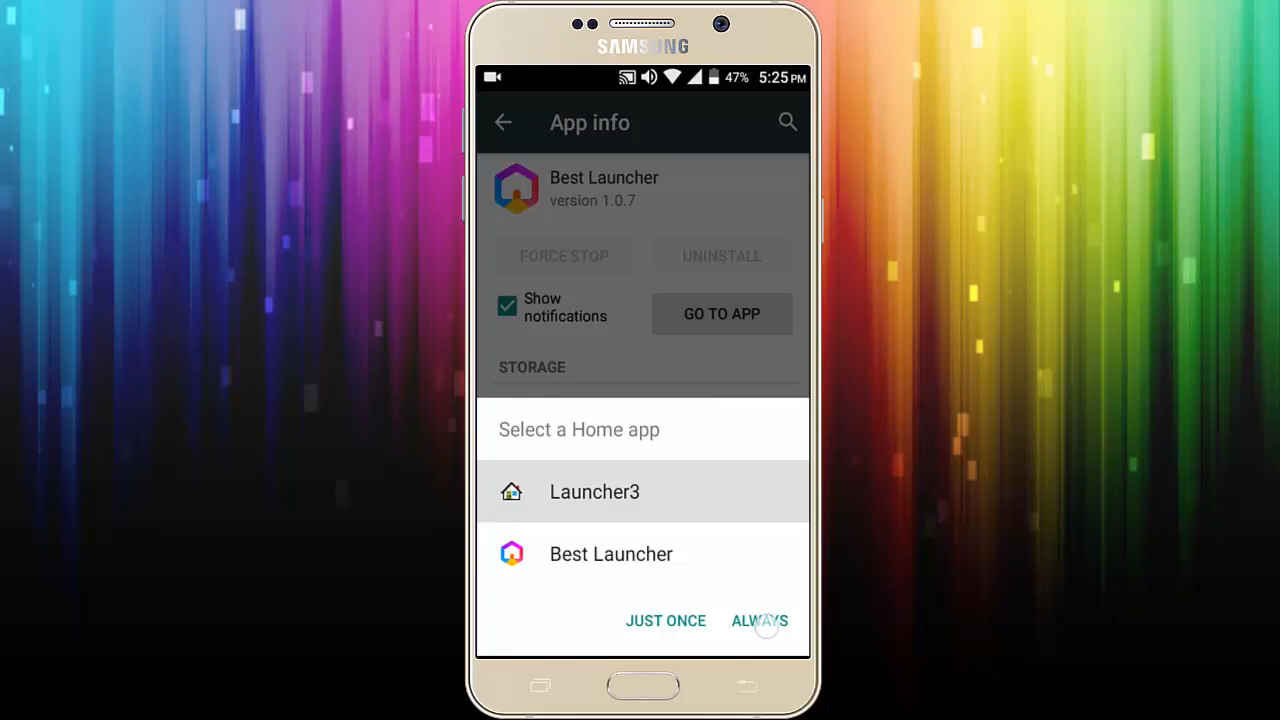 SAMSUNG
47% 5:25 PM
App info
Best Launcher
version 1.0.7
FORCE STOP UNINSTALL
Show
notifications
GO TO APP
STORAGE
Select a Home app
Launcher3
Best Launcher
JUST ONCE ALWAYS